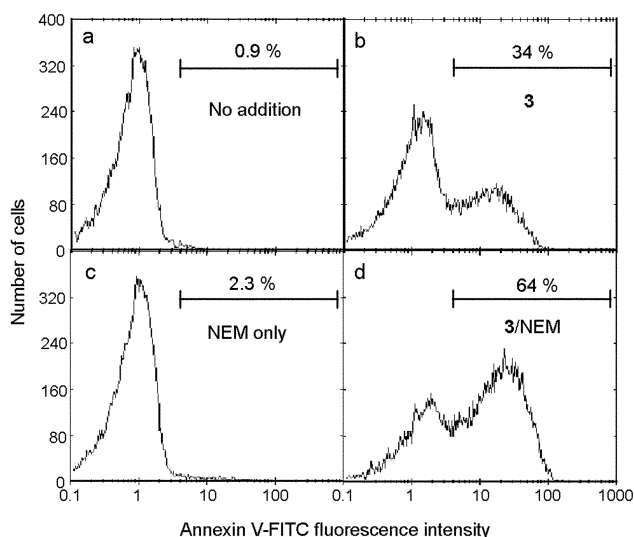 400
320
240
160
80
0
320
240
160
80
0
Number of cells
a
0.9 %
No addition
b
34 %
3
c
2.3 %
NEM only
d
64 %
3/NEM
0.1
1
10
100
0.1
1
10
100
1000
Annexin V-FITC fluorescence intensity